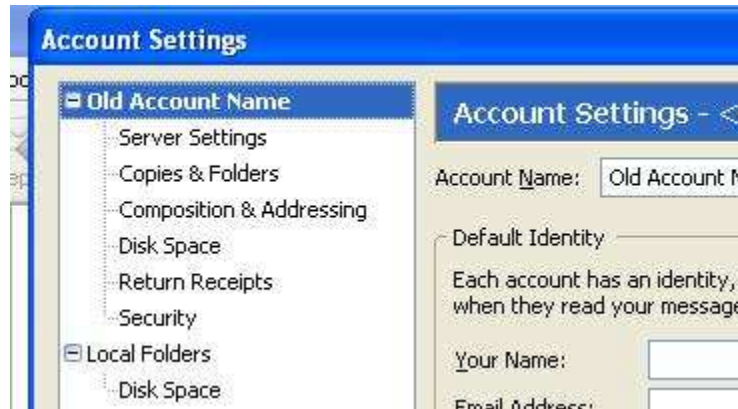 Account Settings
Old Account Name
Server Settings
Copies & Folders
Composition & Addressing
Disk Space
Return Receipts
Security
Local Folders
Disk Space
Account Settings - <
Account Name: Old Account
Default Identity
Each account has an identity,
when they read your message
Your Name:
Email Address: